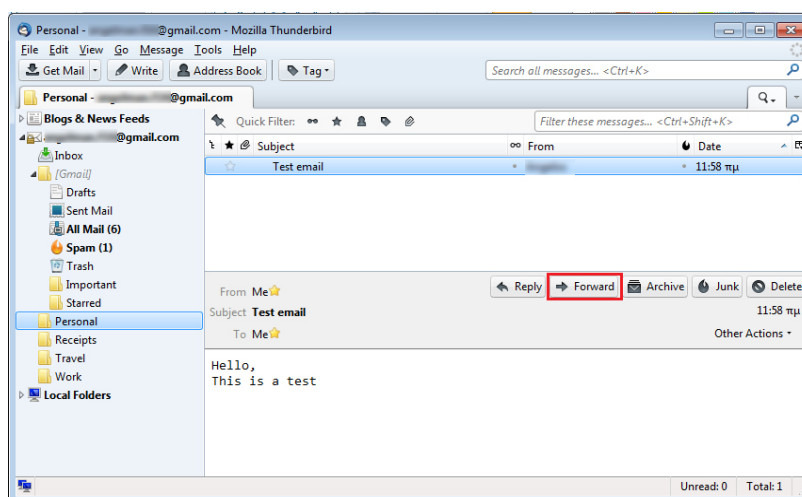 Personal - @gmail.com - Mozilla Thunderbird
File Edit View Go Message Tools Help
Get Mail Write Address Book Tag Search all messages... <Ctrl+K>
Personal - @gmail.com
Blogs & News Feeds
@gmail.com
Inbox
[Gmail]
Drafts
Sent Mail
All Mail (6)
Spam (1)
Trash
Important
Starred
Personal
Receipts
Travel
Work
Local Folders
Quick Filter: Filter these messages... <Ctrl+Shift+K>
Subject From Date
Test email 11:58 πμ
Reply Forward Archive Junk Delete
From Me
Subject Test email 11:58 πμ
To Me Other Actions
Hello,
This is a test
Unread: 0 Total: 1